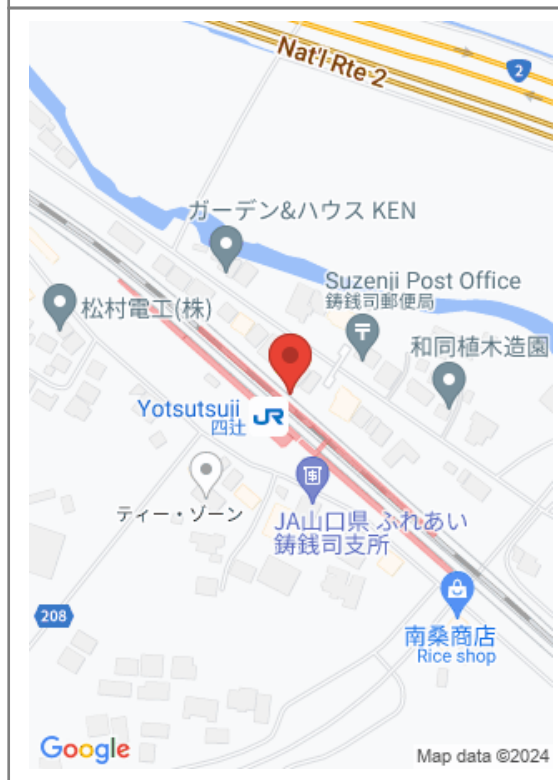 Nat'l Rte 2
2
ガーデン&ハウス KEN
Suzenji Post Office
鋳銭司郵便局
松村電工(株)
和同植木造園
Yotsutsuji
四辻
JR
ティー・ゾーン
JA山口県 ふれあい
鋳銭司支所
208
南桑商店
Rice shop
Google
Map data ©2024